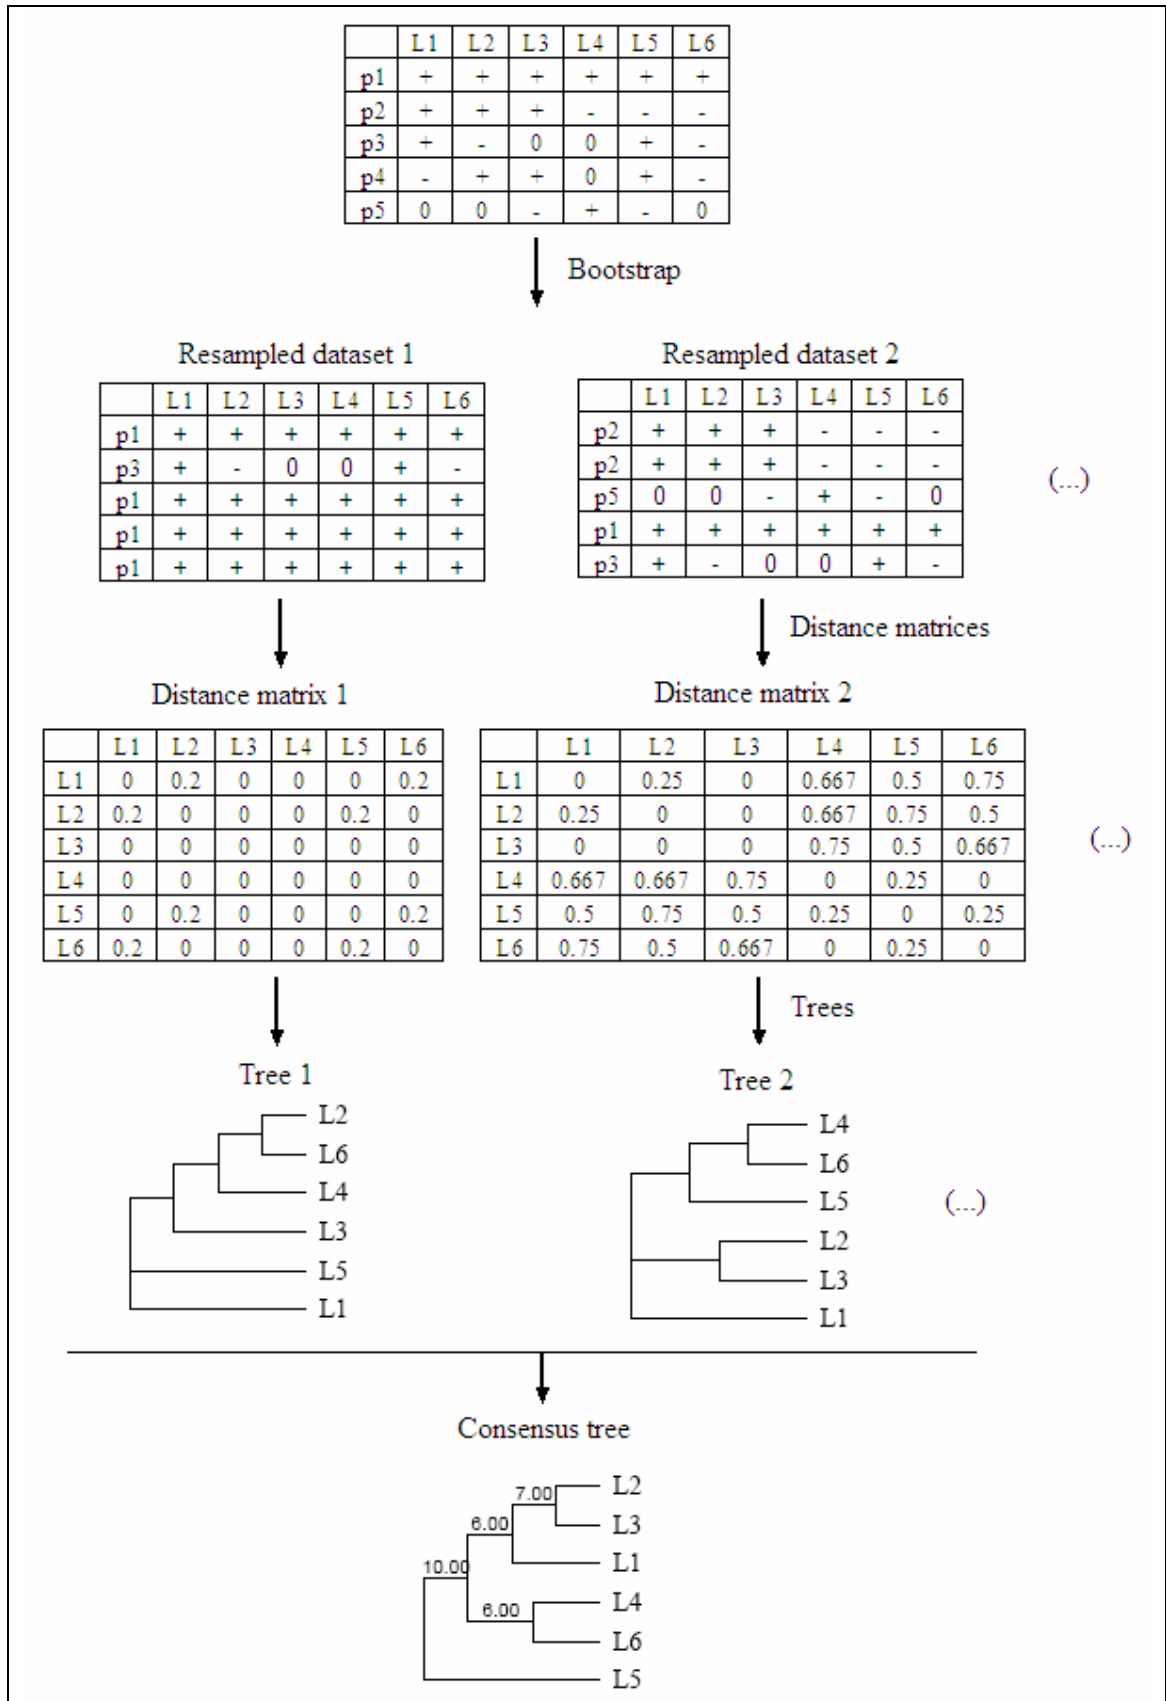 L1 L2 L3 L4 L5 L6
p1 + + + + + +
p2 + + + - - -
p3 + - 0 0 + -
p4 - + + 0 + -
p5 0 0 - + - 0
Bootstrap
Resampled dataset 1
Resampled dataset 2
L1 L2 L3 L4 L5 L6
p1 + + + + + +
p3 + - 0 0 + -
p1 + + + + + +
p1 + + + + + +
p1 + + + + + +
L1 L2 L3 L4 L5 L6
p2 + + + - - -
p2 + + + - - -
p5 0 0 - + - 0
p1 + + + + + +
p3 + - 0 0 + -
(...)
Distance matrices
Distance matrix 1
Distance matrix 2
L1 L2 L3 L4 L5 L6
L1 0 0.2 0 0 0 0.2
L2 0.2 0 0 0 0.2 0
L3 0 0 0 0 0 0
L4 0 0 0 0 0 0
L5 0 0.2 0 0 0 0.2
L6 0.2 0 0 0 0.2 0
L1 L2 L3 L4 L5 L6
L1 0 0.25 0 0.667 0.5 0.75
L2 0.25 0 0 0.667 0.75 0.5
L3 0 0 0 0.75 0.5 0.667
L4 0.667 0.667 0.75 0 0.25 0
L5 0.5 0.75 0.5 0.25 0 0.25
L6 0.75 0.5 0.667 0 0.25 0
(...)
Trees
Tree 1
L2
L6
L4
L3
L5
L1
Tree 2
L4
L6
L5
L2
L3
L1
(...)
Consensus tree
7.00
L2
6.00
L3
L1
10.00
L4
6.00
L6
L5